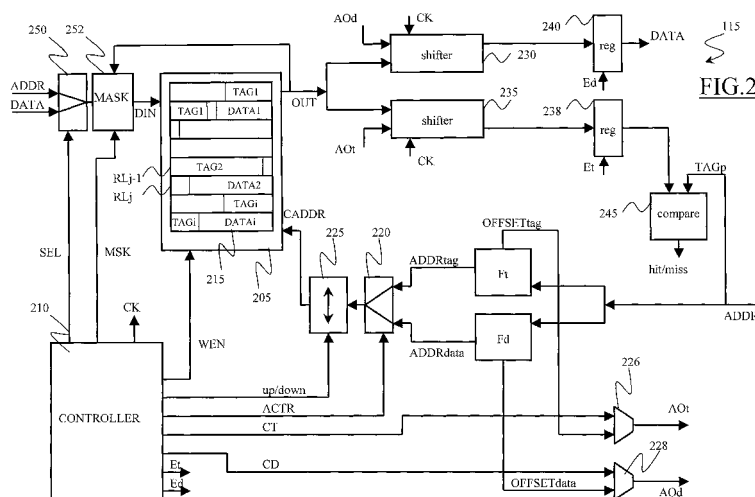 250
252
ADDR
DATA
MASK
DIN
TAG1
TAG1
DATA1
TAG2
RLj-1
RLj
DATA2
TAGi
TAGi
DATAi
215
205
OUT
AOd
CK
shifter
230
240
reg
DATA
Ed
115
FIG.2
235
shifter
AOt
CK
238
reg
Et
TAGp
245
compare
hit/miss
CADDR
225
220
OFFSETtag
ADDRtag
Ft
ADDRdata
Fd
ADDR
SEL
MSK
210
CK
WEN
up/down
ACTR
CT
226
AOt
CONTROLLER
CD
Et
Ed
OFFSETdata
228
AOd